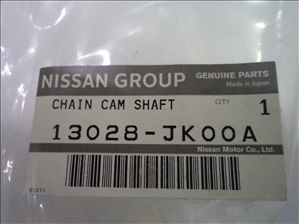 NISSAN GROUP GENUINE PARTS
Made in Japan
CHAIN CAM SHAFT QTY 1
13028-JK00A
Nissan Motor Co., Ltd.